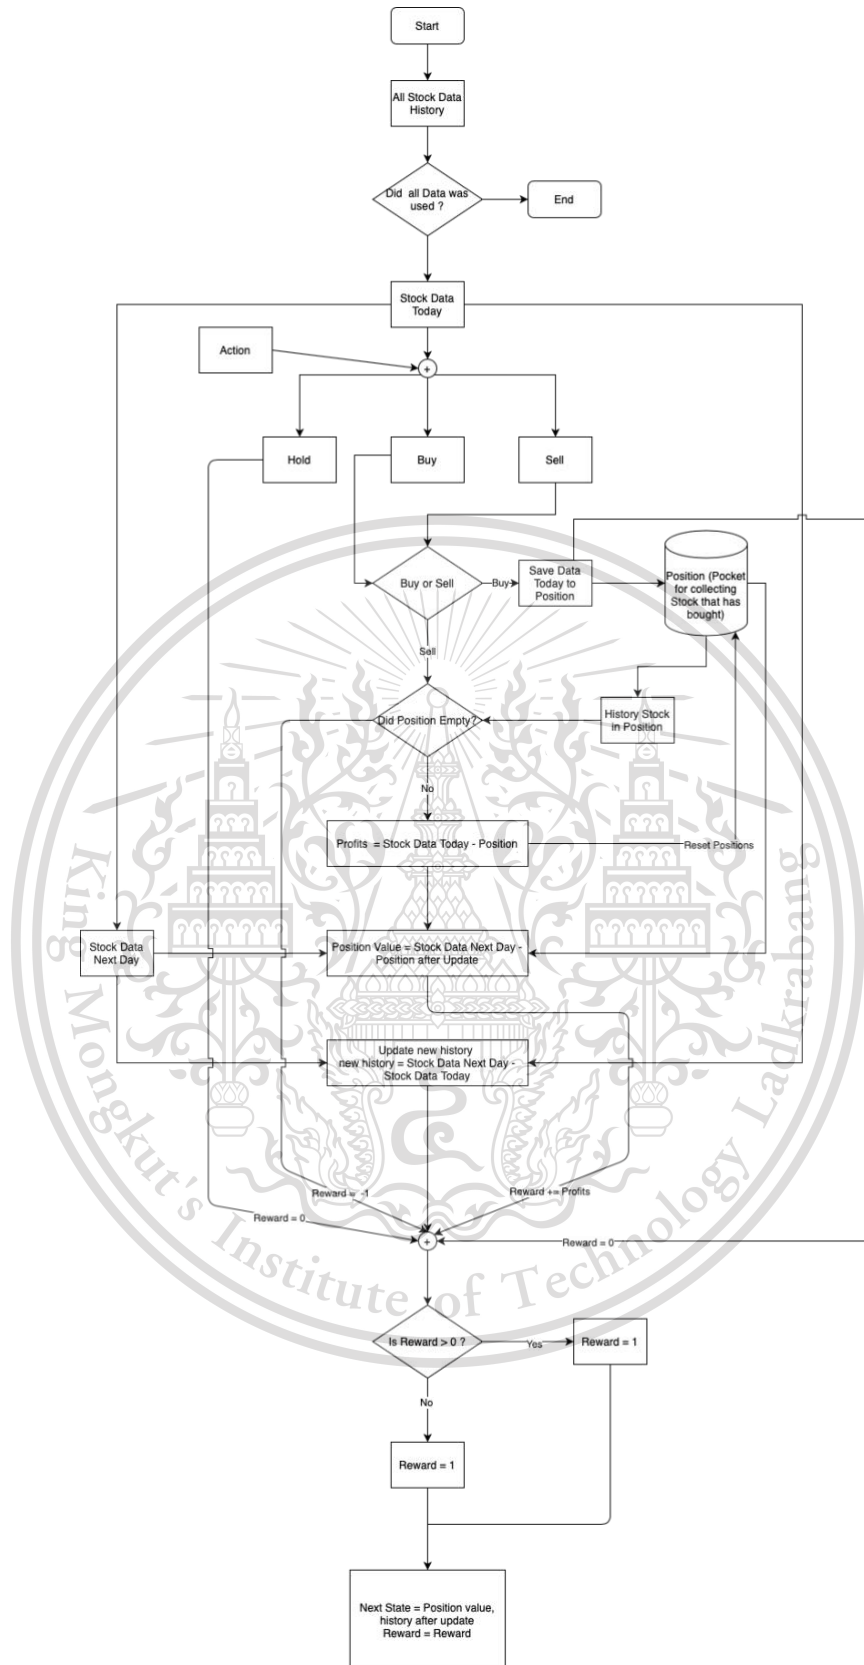 Start
All Stock Data
History
Did all Data was
used ?
End
Stock Data
Today
Action
+
Hold
Buy
Sell
Buy or Sell
Buy
Save Data
Today to
Position
Position (Pocket
for collecting
Stock that has
bought)
Sell
Did Position Empty?
History Stock
in Position
No
Profits = Stock Data Today - Position
Reset Positions
Stock Data
Next Day
Position Value = Stock Data Next Day -
Position after Update
Update new history
new history = Stock Data Next Day -
Stock Data Today
Reward = -1
Reward += Profits
Reward = 0
+
Reward = 0
Is Reward > 0 ?
Yes
Reward = 1
No
Reward = 1
Next State = Position value,
history after update
Reward = Reward
King Mongkut's Institute of Technology Ladkrabang